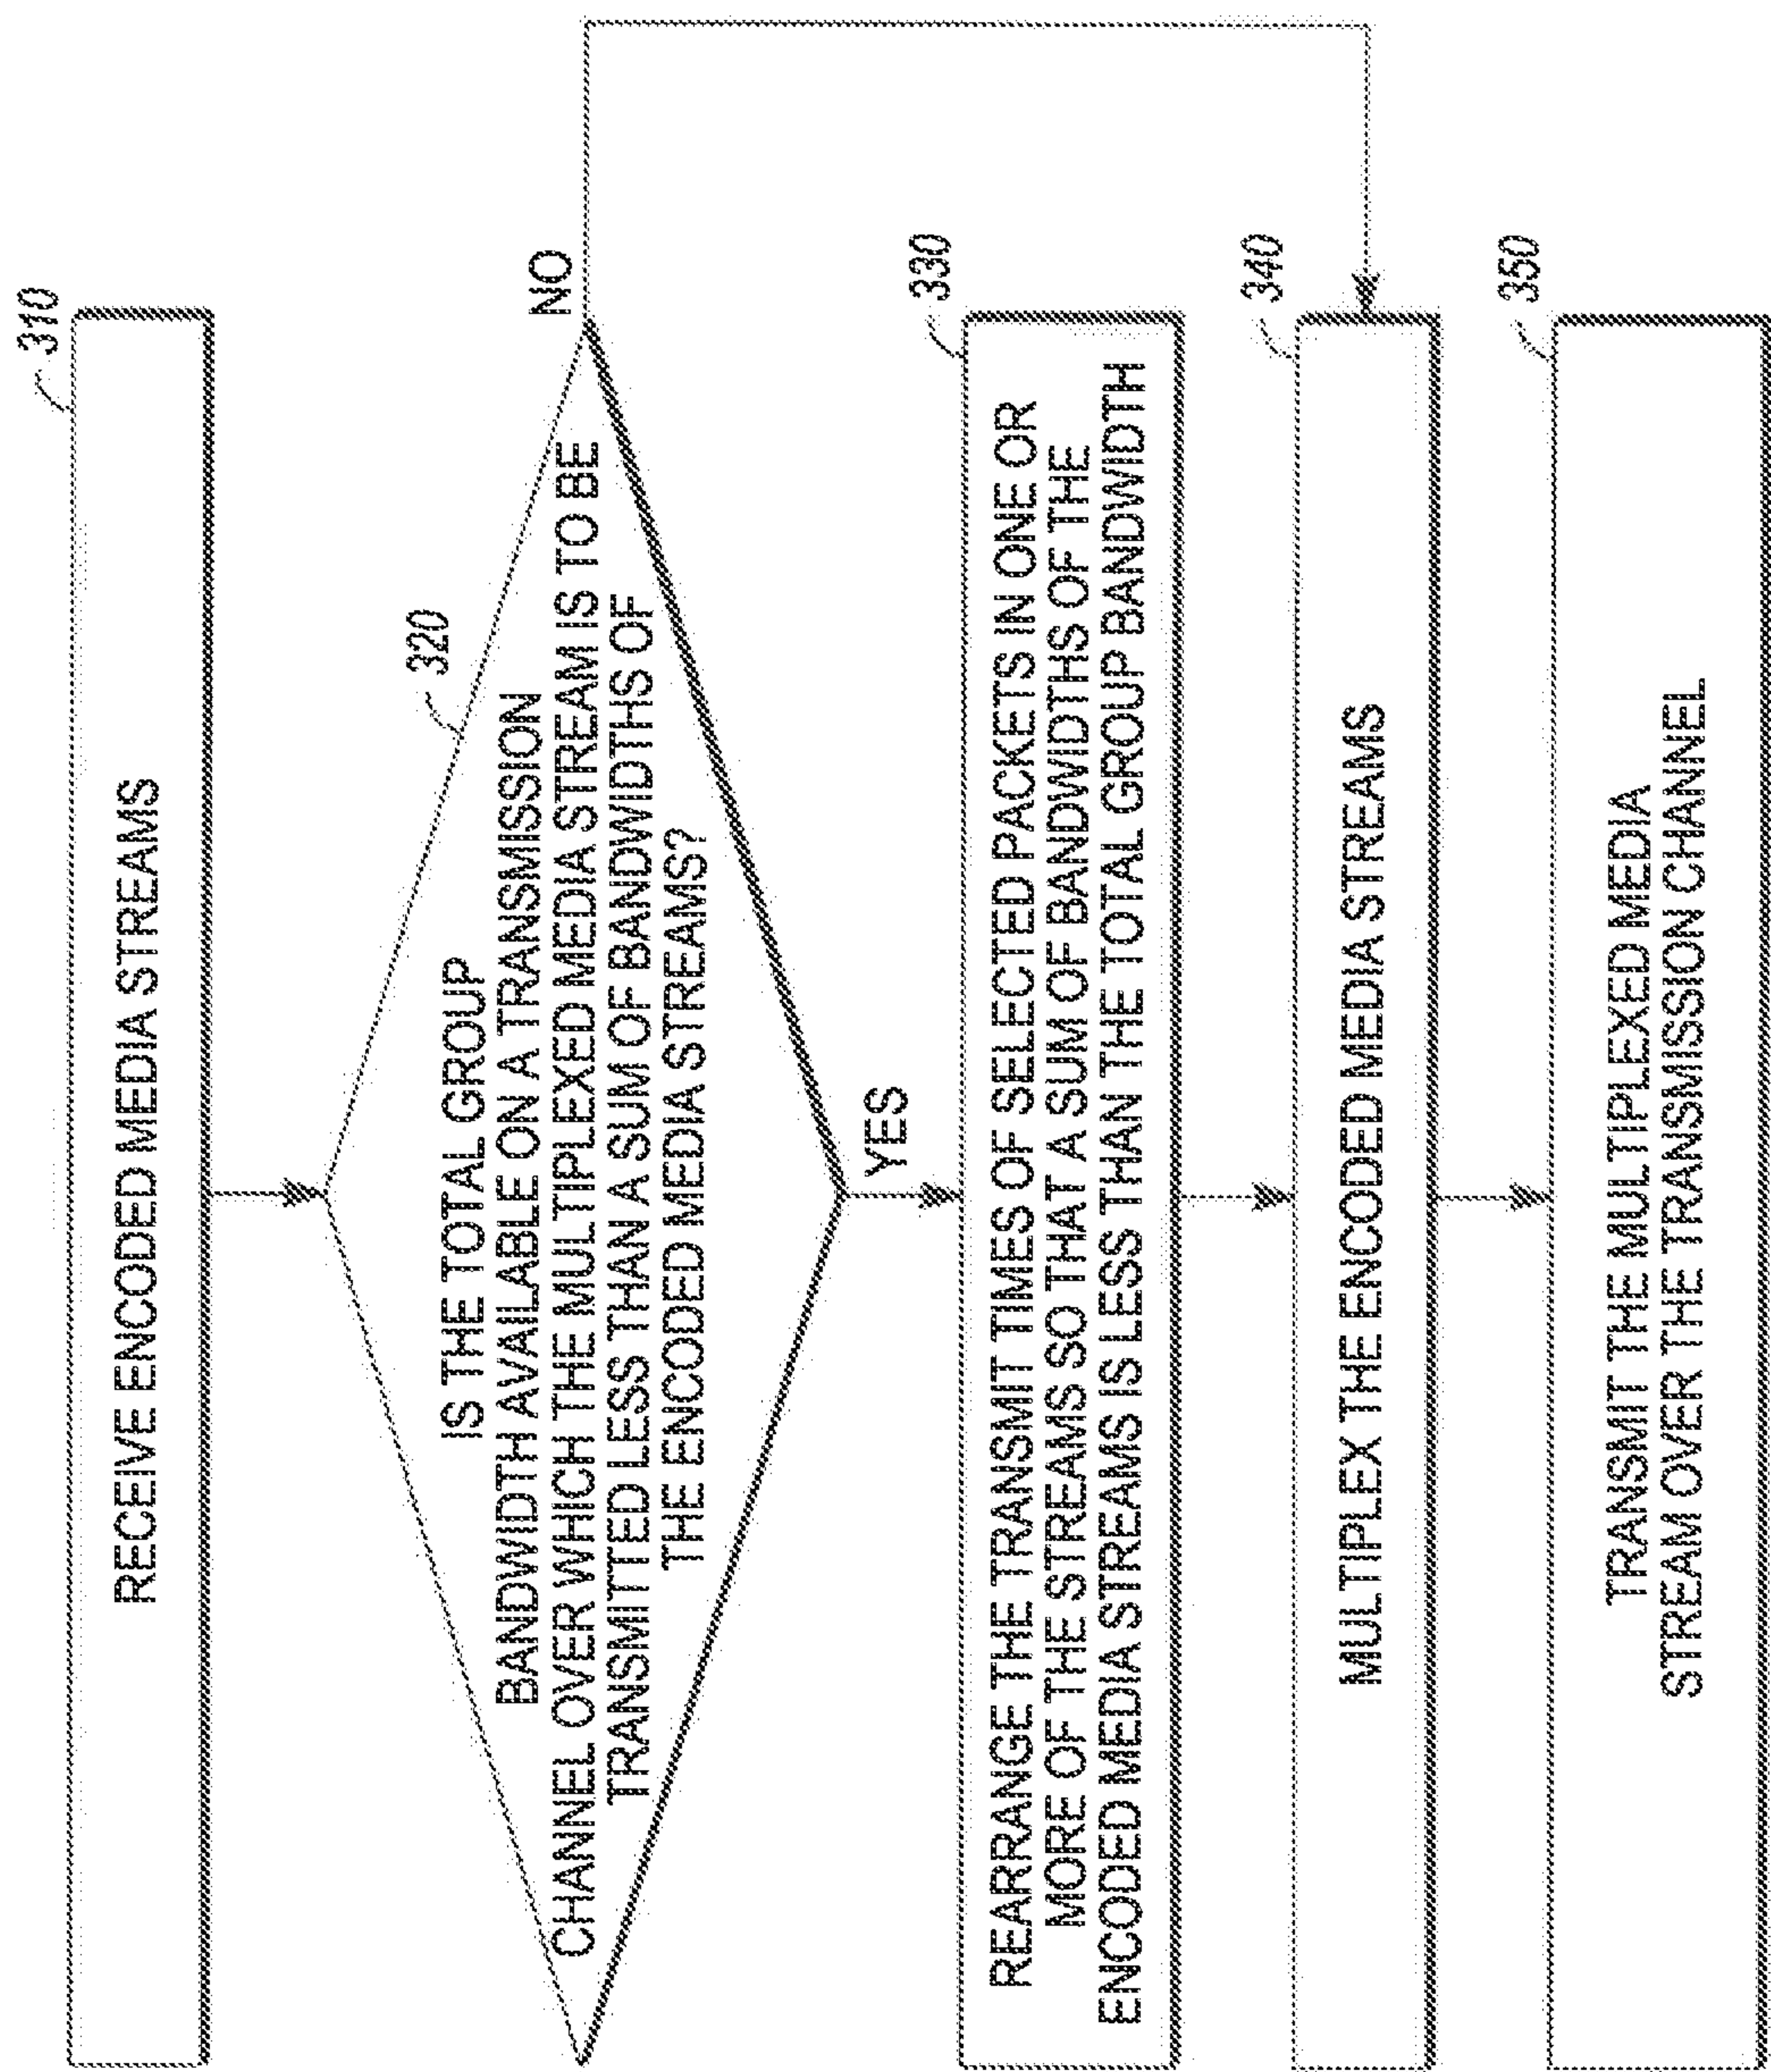 310
RECEIVE ENCODED MEDIA STREAMS
320
IS THE TOTAL GROUP
BANDWIDTH AVAILABLE ON A TRANSMISSION
CHANNEL OVER WHICH THE MULTIPLEXED MEDIA STREAM IS TO BE
TRANSMITTED LESS THAN A SUM OF BANDWIDTHS OF
THE ENCODED MEDIA STREAMS?
NO
YES
330
REARRANGE THE TRANSMIT TIMES OF SELECTED PACKETS IN ONE OR
MORE OF THE STREAMS SO THAT A SUM OF BANDWIDTHS OF THE
ENCODED MEDIA STREAMS IS LESS THAN THE TOTAL GROUP BANDWIDTH
340
MULTIPLEX THE ENCODED MEDIA STREAMS
350
TRANSMIT THE MULTIPLEXED MEDIA
STREAM OVER THE TRANSMISSION CHANNEL